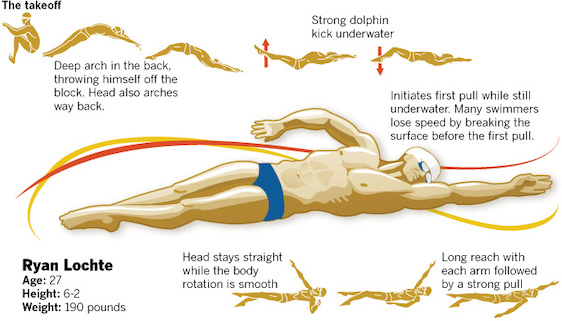 The takeoff
Deep arch in the back,
throwing himself off the
block. Head also arches
way back.
Strong dolphin
kick underwater
Initiates first pull while still
underwater. Many swimmers
lose speed by breaking the
surface before the first pull.
Ryan Lochte
Age: 27
Height: 6-2
Weight: 190 pounds
Head stays straight
while the body
rotation is smooth
Long reach with
each arm followed
by a strong pull